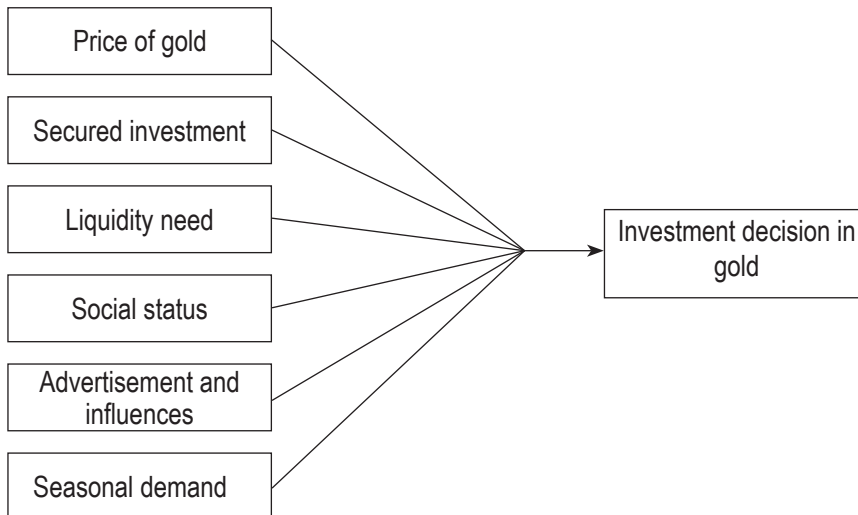 Price of gold
Secured investment
Liquidity need
Social status
Advertisement and
influences
Seasonal demand
Investment decision in
gold